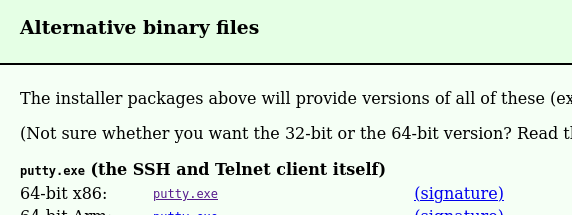 Alternative binary files
The installer packages above will provide versions of all of these (ex
(Not sure whether you want the 32-bit or the 64-bit version? Read th
putty.exe (the SSH and Telnet client itself)
64-bit x86: putty.exe (signature)
64-bit Arm: putty.exe (signature)